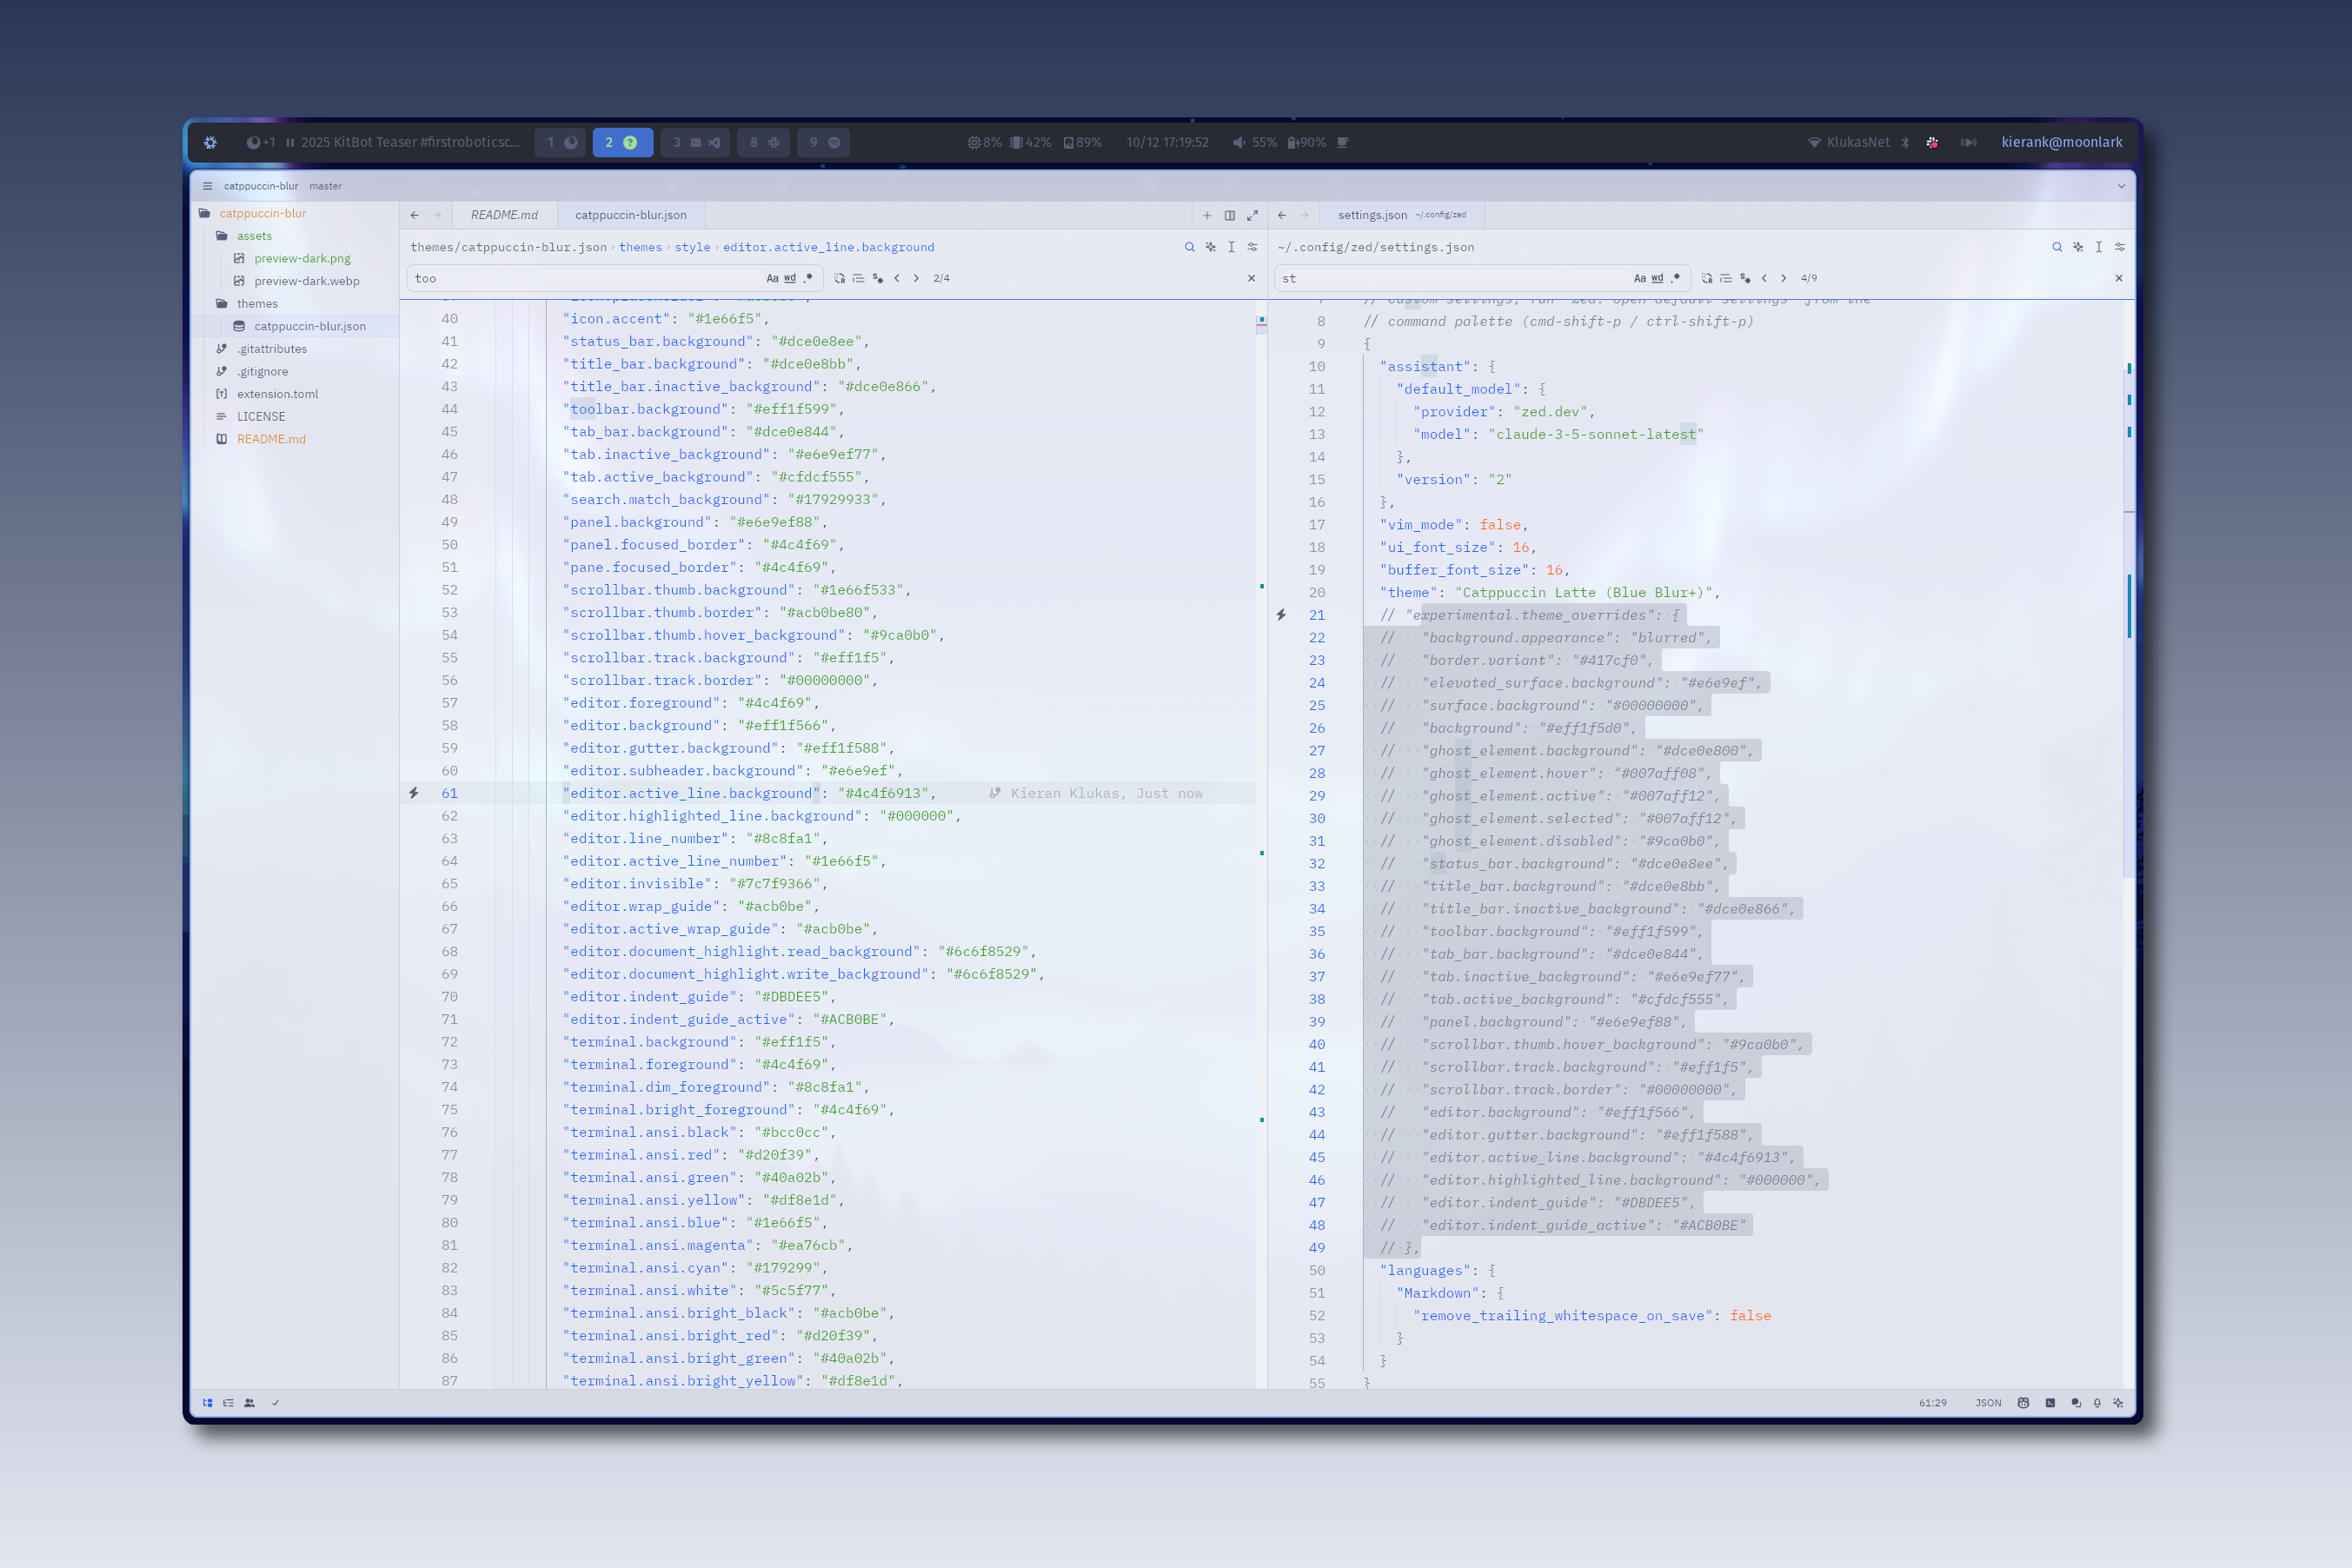 +1 2025 KitBot Teaser #firstroboticsc... 1 2 3 8 9 8% 42% 89% 10/12 17:19:52 55% 90% KlukasNet kierank@moonlark
catppuccin-blur master
catppuccin-blur
assets
preview-dark.png
preview-dark.webp
themes
catppuccin-blur.json
.gitattributes
.gitignore
extension.toml
LICENSE
README.md
README.md catppuccin-blur.json
themes/catppuccin-blur.json › themes › style › editor.active_line.background
too Aa wd .* 2/4
40 "icon.accent": "#1e66f5",
41 "status_bar.background": "#dce0e8ee",
42 "title_bar.background": "#dce0e8bb",
43 "title_bar.inactive_background": "#dce0e866",
44 "toolbar.background": "#eff1f599",
45 "tab_bar.background": "#dce0e844",
46 "tab.inactive_background": "#e6e9ef77",
47 "tab.active_background": "#cfdcf555",
48 "search.match_background": "#17929933",
49 "panel.background": "#e6e9ef88",
50 "panel.focused_border": "#4c4f69",
51 "pane.focused_border": "#4c4f69",
52 "scrollbar.thumb.background": "#1e66f533",
53 "scrollbar.thumb.border": "#acb0be80",
54 "scrollbar.thumb.hover_background": "#9ca0b0",
55 "scrollbar.track.background": "#eff1f5",
56 "scrollbar.track.border": "#00000000",
57 "editor.foreground": "#4c4f69",
58 "editor.background": "#eff1f566",
59 "editor.gutter.background": "#eff1f588",
60 "editor.subheader.background": "#e6e9ef",
61 "editor.active_line.background": "#4c4f6913", Kieran Klukas, Just now
62 "editor.highlighted_line.background": "#000000",
63 "editor.line_number": "#8c8fa1",
64 "editor.active_line_number": "#1e66f5",
65 "editor.invisible": "#7c7f9366",
66 "editor.wrap_guide": "#acb0be",
67 "editor.active_wrap_guide": "#acb0be",
68 "editor.document_highlight.read_background": "#6c6f8529",
69 "editor.document_highlight.write_background": "#6c6f8529",
70 "editor.indent_guide": "#DBDEE5",
71 "editor.indent_guide_active": "#ACB0BE",
72 "terminal.background": "#eff1f5",
73 "terminal.foreground": "#4c4f69",
74 "terminal.dim_foreground": "#8c8fa1",
75 "terminal.bright_foreground": "#4c4f69",
76 "terminal.ansi.black": "#bcc0cc",
77 "terminal.ansi.red": "#d20f39",
78 "terminal.ansi.green": "#40a02b",
79 "terminal.ansi.yellow": "#df8e1d",
80 "terminal.ansi.blue": "#1e66f5",
81 "terminal.ansi.magenta": "#ea76cb",
82 "terminal.ansi.cyan": "#179299",
83 "terminal.ansi.white": "#5c5f77",
84 "terminal.ansi.bright_black": "#acb0be",
85 "terminal.ansi.bright_red": "#d20f39",
86 "terminal.ansi.bright_green": "#40a02b",
87 "terminal.ansi.bright_yellow": "#df8e1d",
settings.json ~/.config/zed
~/.config/zed/settings.json
st Aa wd .* 4/9
7 // custom settings, run `zed: open default settings` from the
8 // command palette (cmd-shift-p / ctrl-shift-p)
9 {
10 "assistant": {
11 "default_model": {
12 "provider": "zed.dev",
13 "model": "claude-3-5-sonnet-latest"
14 },
15 "version": "2"
16 },
17 "vim_mode": false,
18 "ui_font_size": 16,
19 "buffer_font_size": 16,
20 "theme": "Catppuccin Latte (Blue Blur+)",
21 // "experimental.theme_overrides": {
22 // "background.appearance": "blurred",
23 // "border.variant": "#417cf0",
24 // "elevated_surface.background": "#e6e9ef",
25 // "surface.background": "#00000000",
26 // "background": "#eff1f5d0",
27 // "ghost_element.background": "#dce0e800",
28 // "ghost_element.hover": "#007aff08",
29 // "ghost_element.active": "#007aff12",
30 // "ghost_element.selected": "#007aff12",
31 // "ghost_element.disabled": "#9ca0b0",
32 // "status_bar.background": "#dce0e8ee",
33 // "title_bar.background": "#dce0e8bb",
34 // "title_bar.inactive_background": "#dce0e866",
35 // "toolbar.background": "#eff1f599",
36 // "tab_bar.background": "#dce0e844",
37 // "tab.inactive_background": "#e6e9ef77",
38 // "tab.active_background": "#cfdcf555",
39 // "panel.background": "#e6e9ef88",
40 // "scrollbar.thumb.hover_background": "#9ca0b0",
41 // "scrollbar.track.background": "#eff1f5",
42 // "scrollbar.track.border": "#00000000",
43 // "editor.background": "#eff1f566",
44 // "editor.gutter.background": "#eff1f588",
45 // "editor.active_line.background": "#4c4f6913",
46 // "editor.highlighted_line.background": "#000000",
47 // "editor.indent_guide": "#DBDEE5",
48 // "editor.indent_guide_active": "#ACB0BE"
49 // },
50 "languages": {
51 "Markdown": {
52 "remove_trailing_whitespace_on_save": false
53 }
54 }
55 }
61:29 JSON